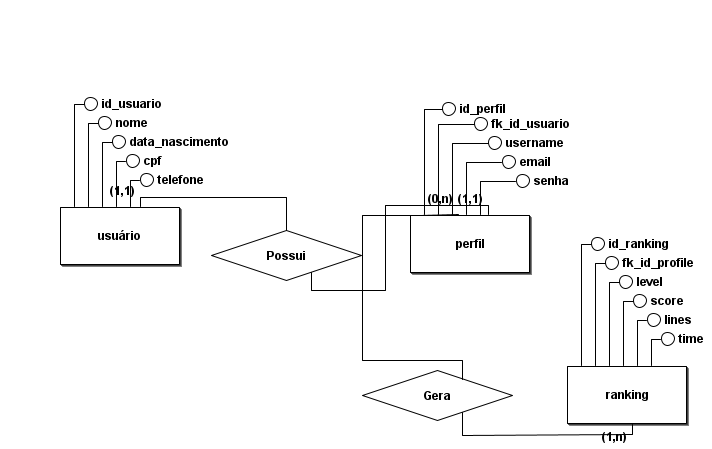 id_usuario
nome
data_nascimento
cpf
telefone
(1,1)
usuário
Possui
id_perfil
fk_id_usuario
username
email
senha
(0,n)
(1,1)
perfil
id_ranking
fk_id_profile
level
score
lines
time
ranking
Gera
(1,n)